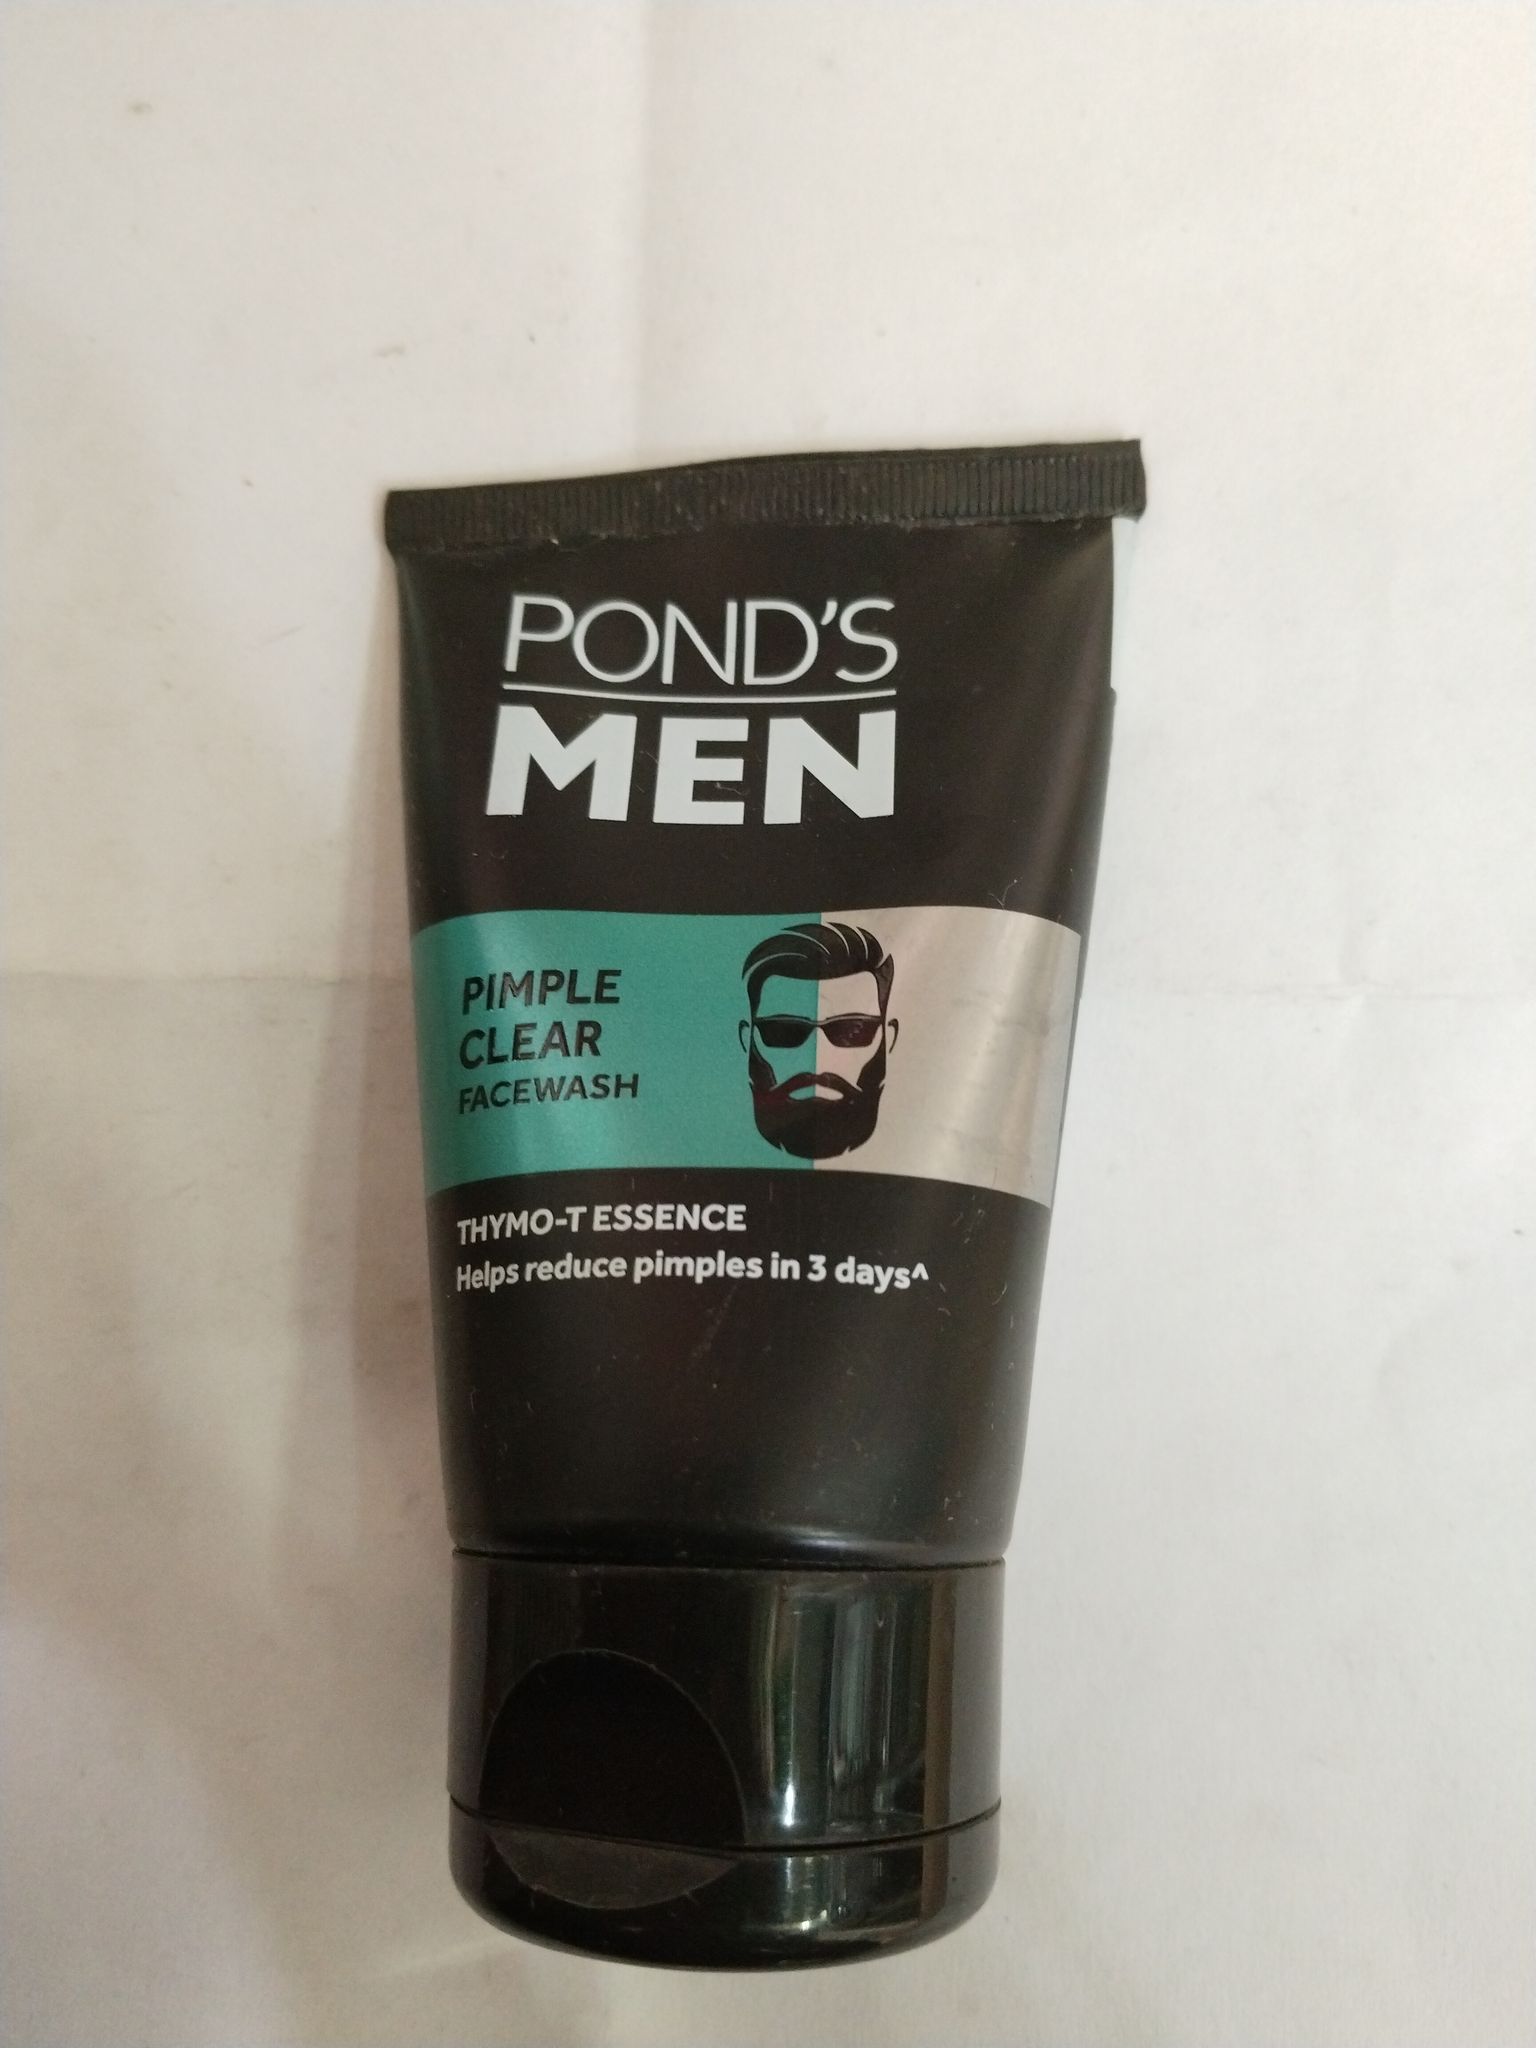 POND'S
MEN
PIMPLE
CLEAR
FACEWASH
THYMO-T ESSENCE
Helps reduce pimples in 3 days^